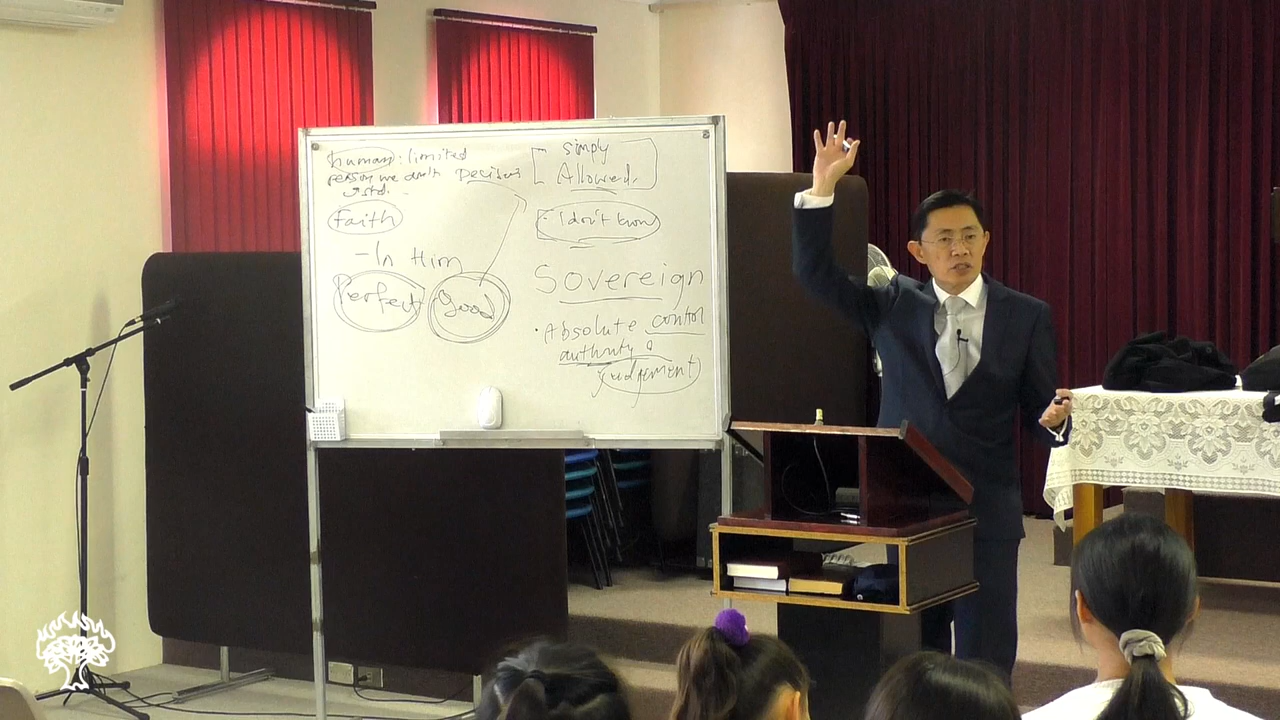 human: limited
person we don't Decision
Faith
- In Him
Perfect Good
simply
Allowed.
I don't know
Sovereign
• Absolute control
authority &
judgement